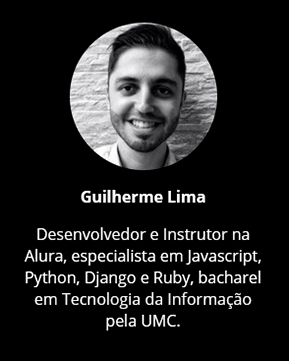 Guilherme Lima
Desenvolvedor e Instrutor na
Alura, especialista em Javascript,
Python, Django e Ruby, bacharel
em Tecnologia da Informação
pela UMC.